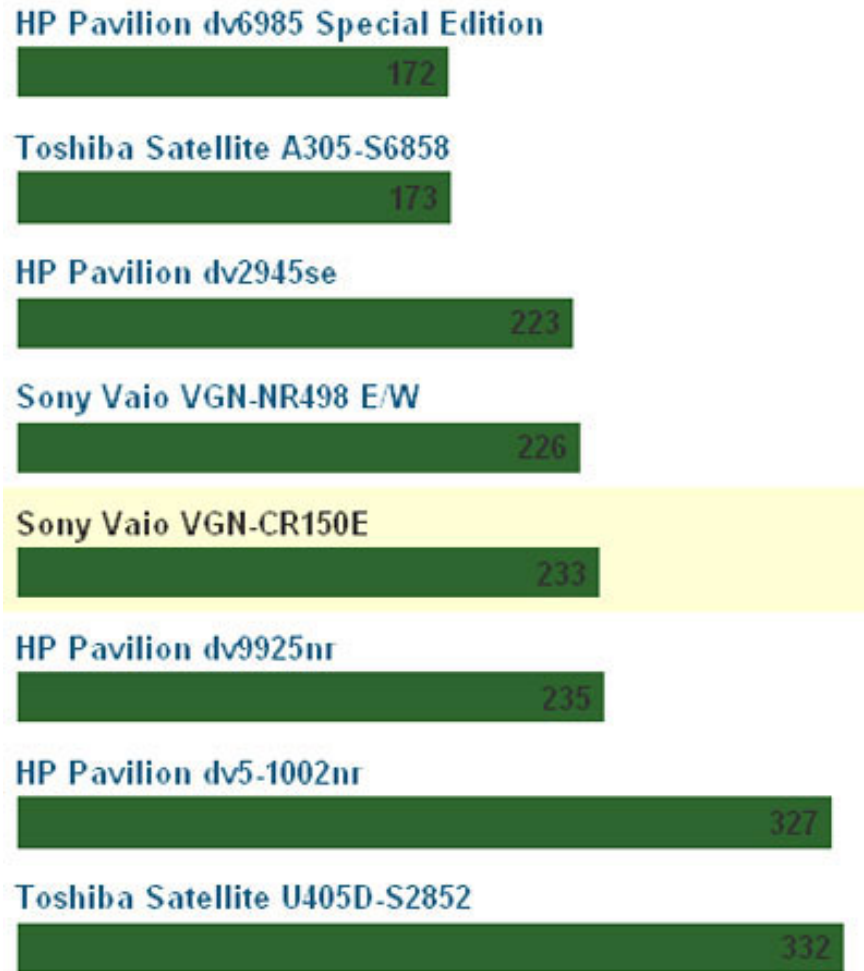 HP Pavilion dv6985 Special Edition
172
Toshiba Satellite A305-S6858
173
HP Pavilion dv2945se
223
Sony Vaio VGN-NR498 E/W
226
Sony Vaio VGN-CR150E
233
HP Pavilion dv9925nr
235
HP Pavilion dv5-1002nr
327
Toshiba Satellite U405D-S2852
332